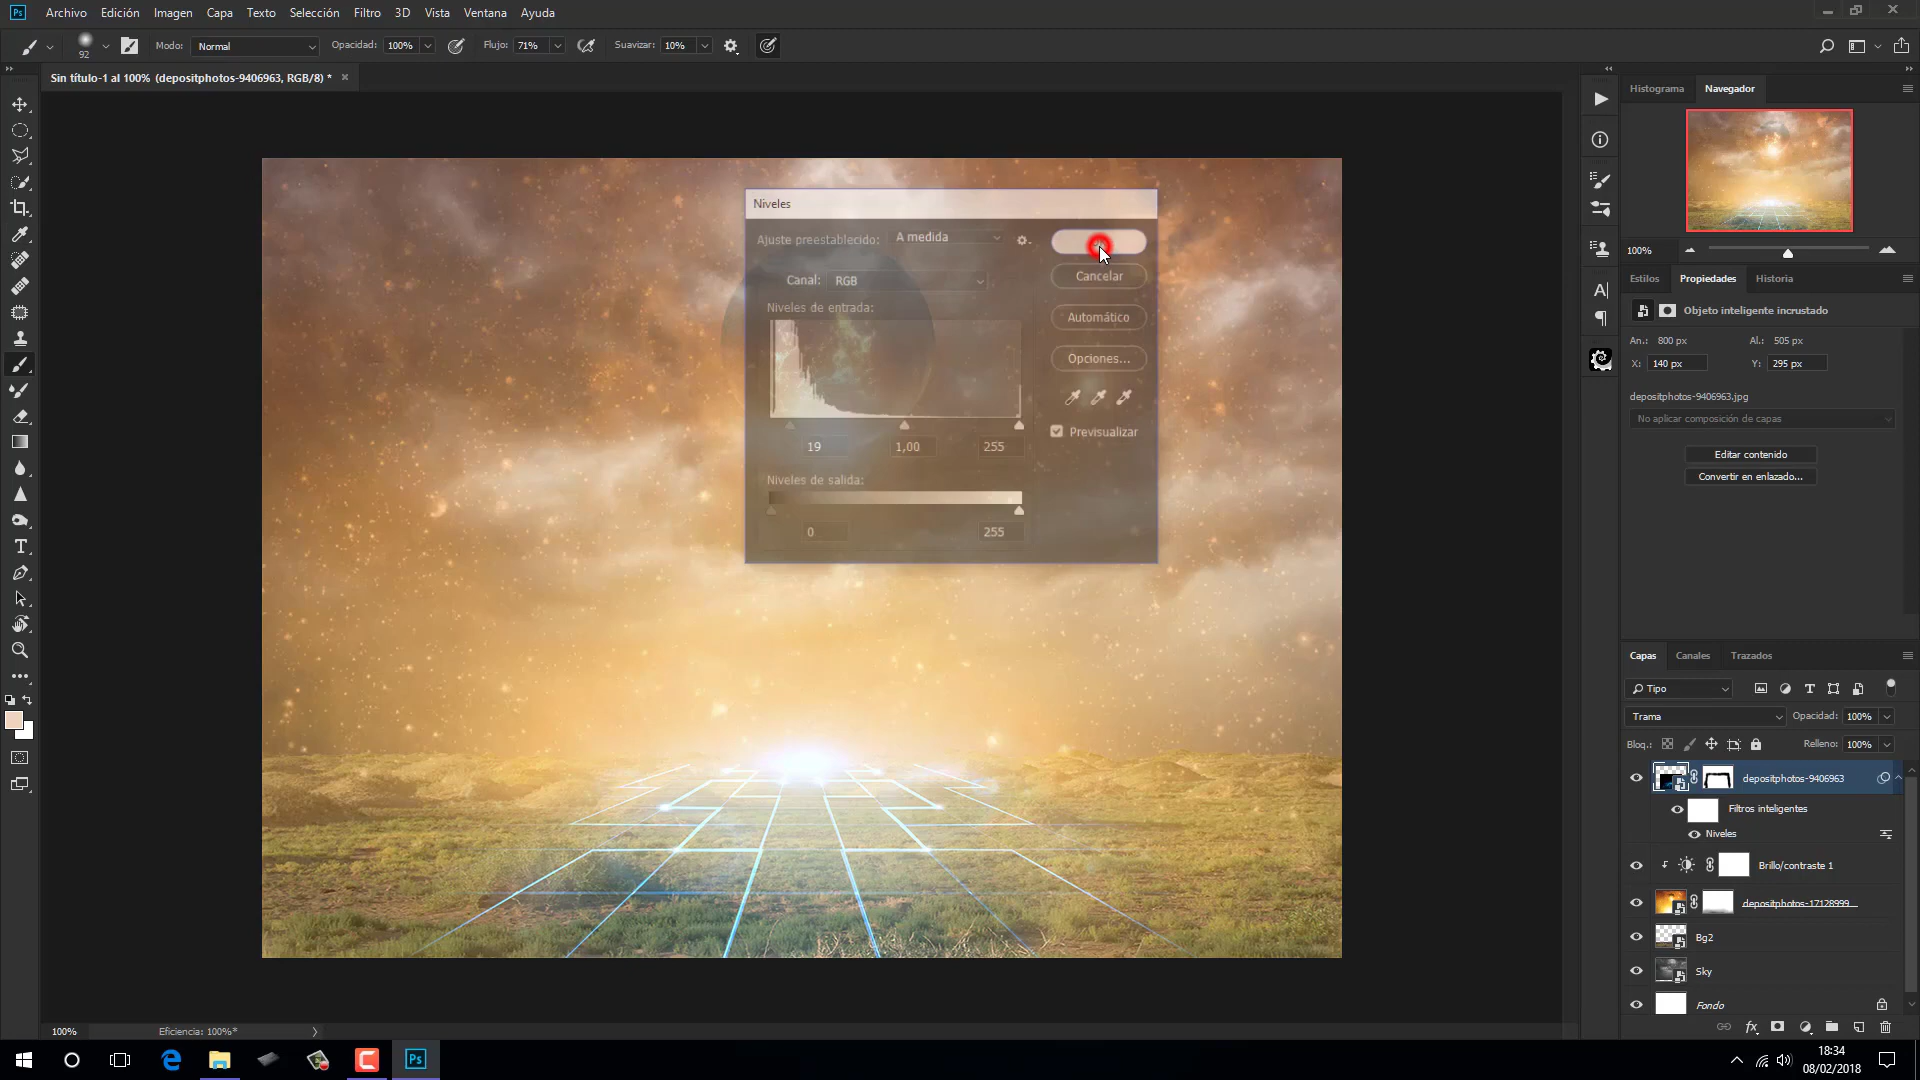 Ps Archivo Edición Imagen Capa Texto Selección Filtro 3D Vista Ventana Ayuda
92 Modo: Normal Opacidad: 100% Flujo: 71% Suavizar: 10%
Sin título-1 al 100% (depositphotos-9406963, RGB/8) *
Histograma Navegador
100%
Estilos Propiedades Historia
Objeto inteligente incrustado
An.: 800 px Al.: 505 px
X: 140 px Y: 295 px
depositphotos-9406963.jpg
No aplicar composición de capas
Editar contenido
Convertir en enlazado...
Niveles
Ajuste preestablecido: A medida
Cancelar
Canal: RGB
Niveles de entrada:
Automático
Opciones...
Previsualizar
19 1,00 255
Niveles de salida:
0 255
Capas Canales Trazados
Tipo
Trama Opacidad: 100%
Bloq.: Relleno: 100%
depositphotos-9406963
Filtros inteligentes
Niveles
Brillo/contraste 1
depositphotos-17128999...
Bg2
Sky
Fondo
100% Eficiencia: 100%*
Ps
18:34
08/02/2018